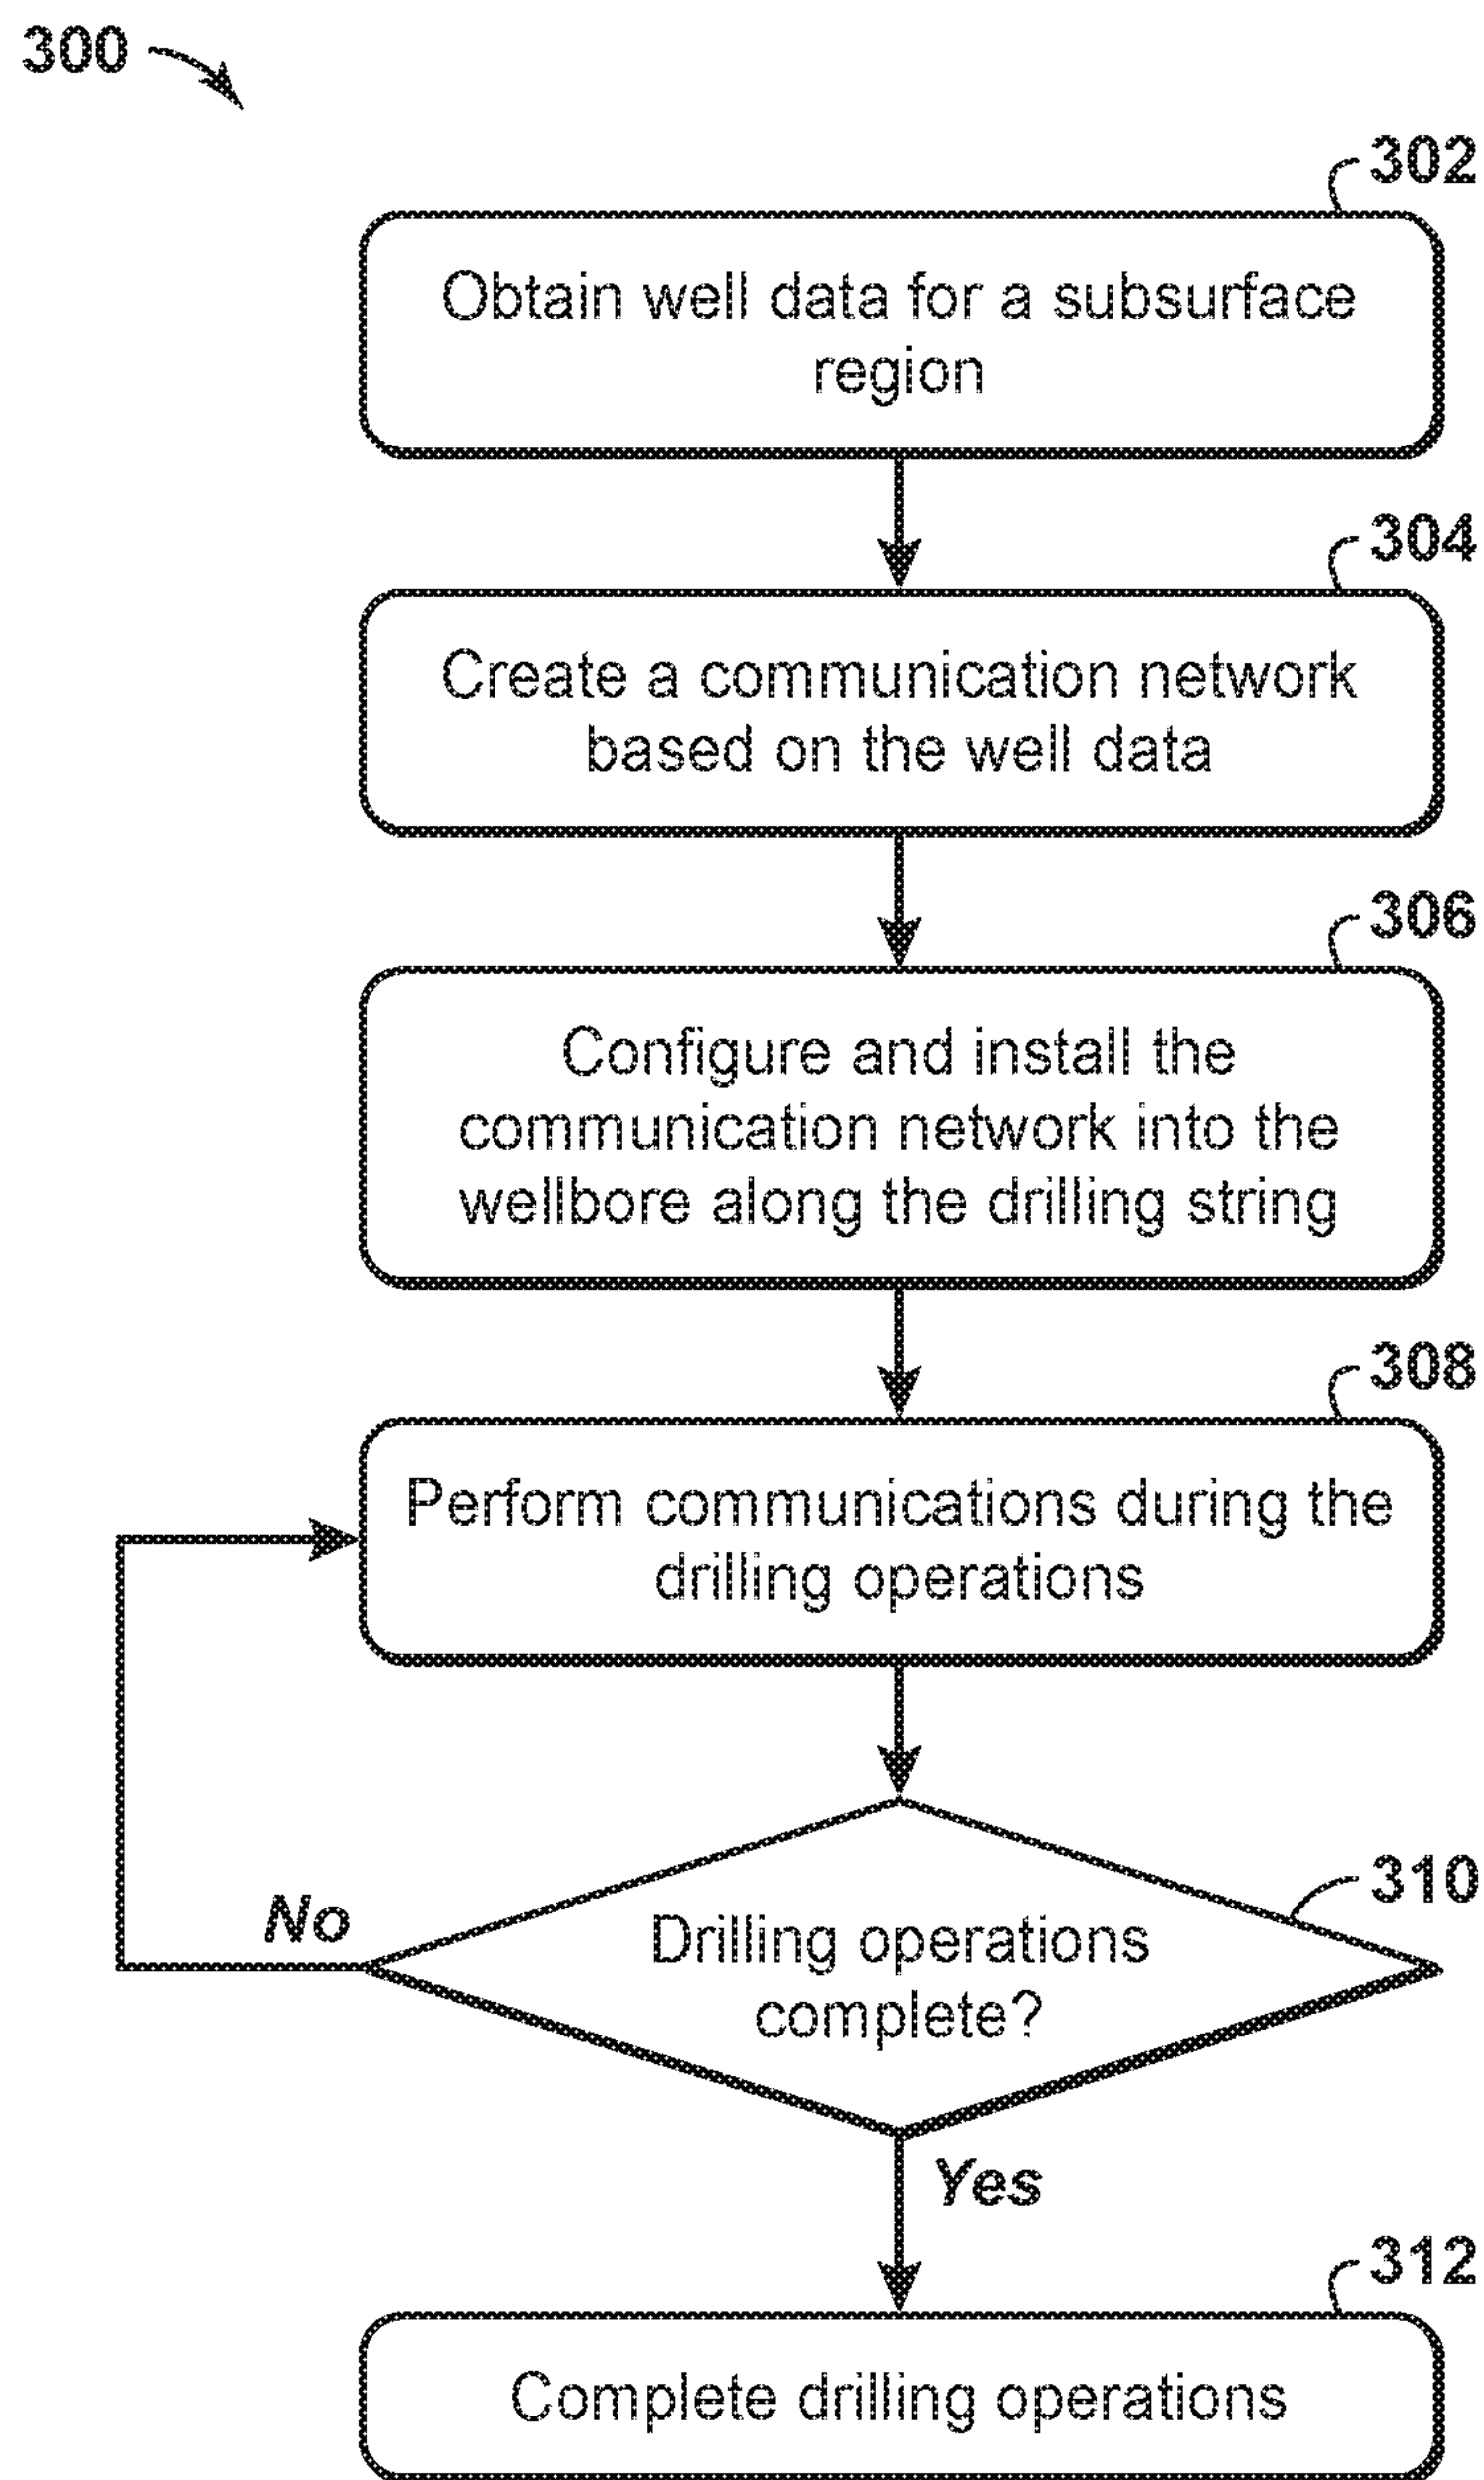 300
302
Obtain well data for a subsurface
region
304
Create a communication network
based on the well data
306
Configure and install the
communication network into the
wellbore along the drilling string
308
Perform communications during the
drilling operations
310
No
Drilling operations
complete?
Yes
312
Complete drilling operations